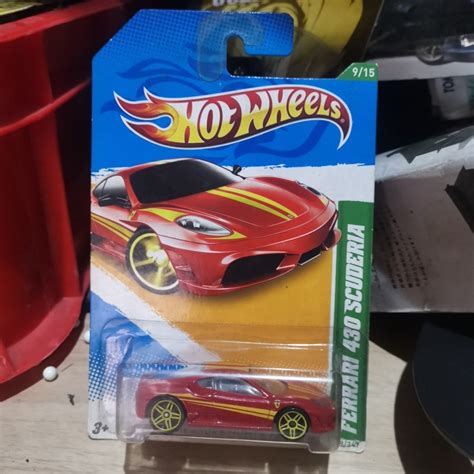 9/15
HOT WHEELS
FERRARI 430 SCUDERIA
3+